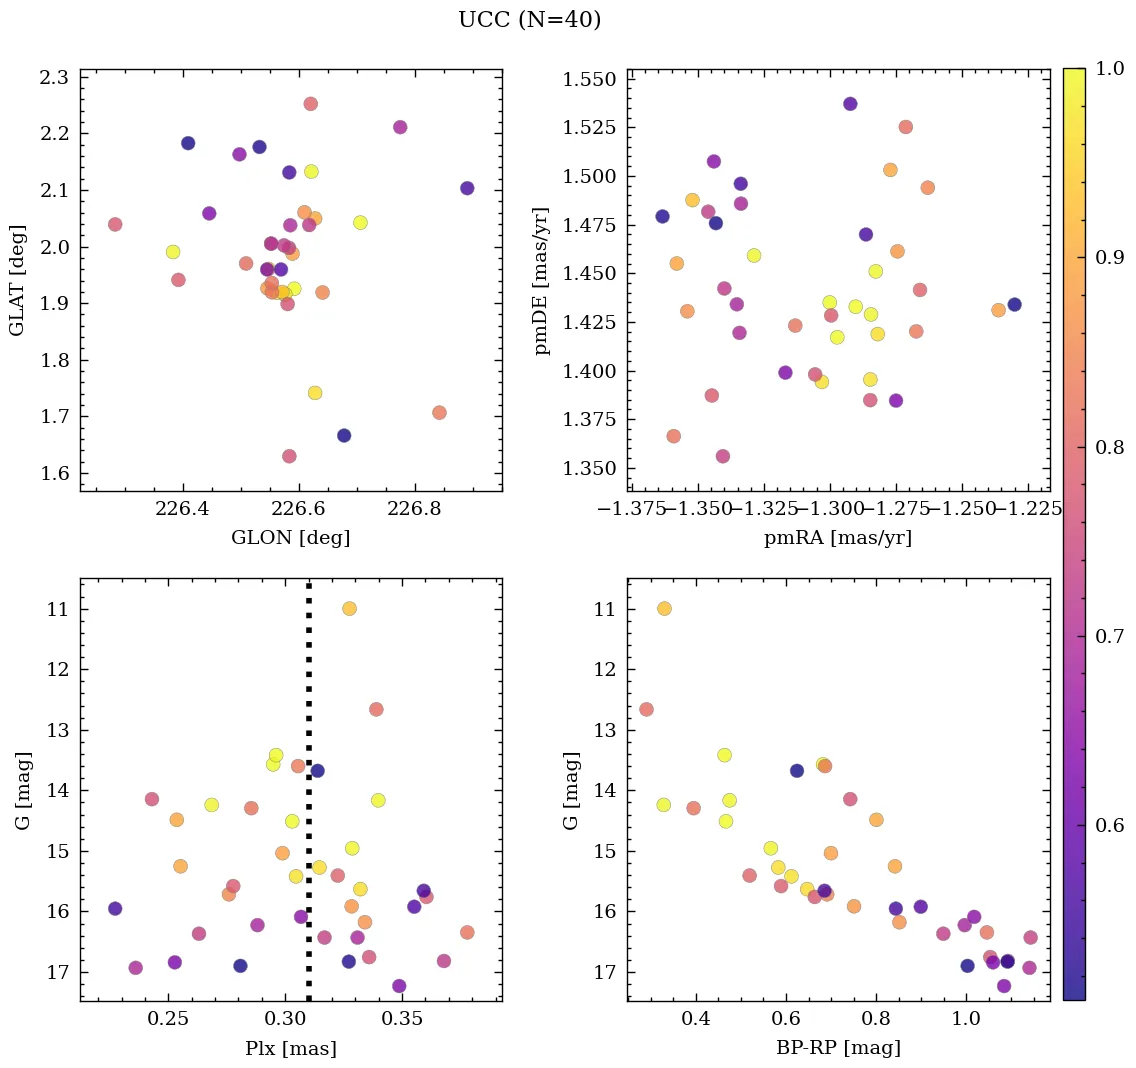 UCC (N=40)
2.3
2.2
2.1
2.0
1.9
1.8
1.7
1.6
GLAT [deg]
226.4 226.6 226.8
GLON [deg]
1.550
1.525
1.500
1.475
1.450
1.425
1.400
1.375
1.350
pmDE [mas/yr]
−1.375 −1.350 −1.325 −1.300 −1.275 −1.250 −1.225
pmRA [mas/yr]
11
12
13
14
15
16
17
G [mag]
0.25 0.30 0.35
Plx [mas]
11
12
13
14
15
16
17
G [mag]
0.4 0.6 0.8 1.0
BP-RP [mag]
1.0
0.9
0.8
0.7
0.6